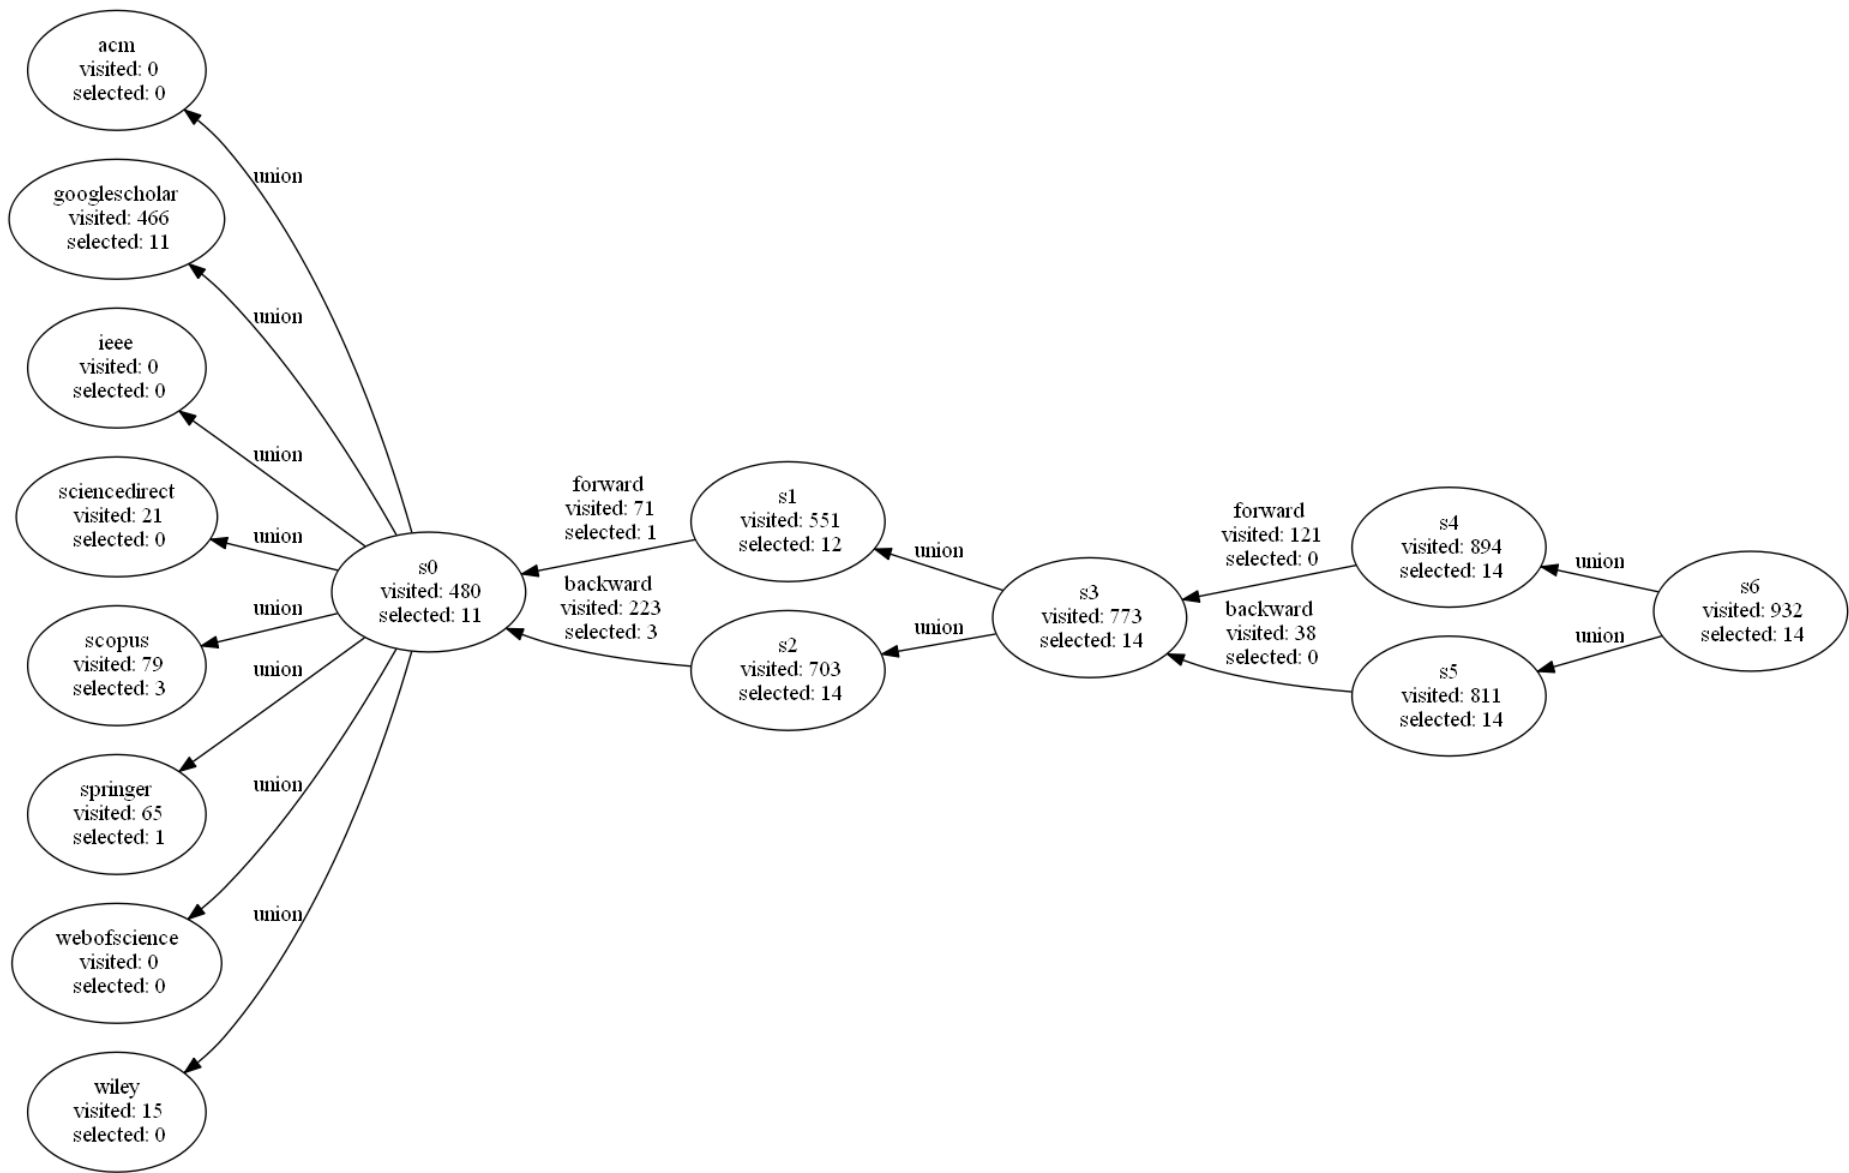 acm
visited: 0
selected: 0
union
googlescholar
visited: 466
selected: 11
union
ieee
visited: 0
selected: 0
union
sciencedirect
visited: 21
selected: 0
union
scopus
visited: 79
selected: 3
union
springer
visited: 65
selected: 1
union
webofscience
visited: 0
selected: 0
union
wiley
visited: 15
selected: 0
union
s0
visited: 480
selected: 11
forward
visited: 71
selected: 1
backward
visited: 223
selected: 3
s1
visited: 551
selected: 12
s2
visited: 703
selected: 14
union
union
s3
visited: 773
selected: 14
forward
visited: 121
selected: 0
backward
visited: 38
selected: 0
s4
visited: 894
selected: 14
s5
visited: 811
selected: 14
union
union
s6
visited: 932
selected: 14